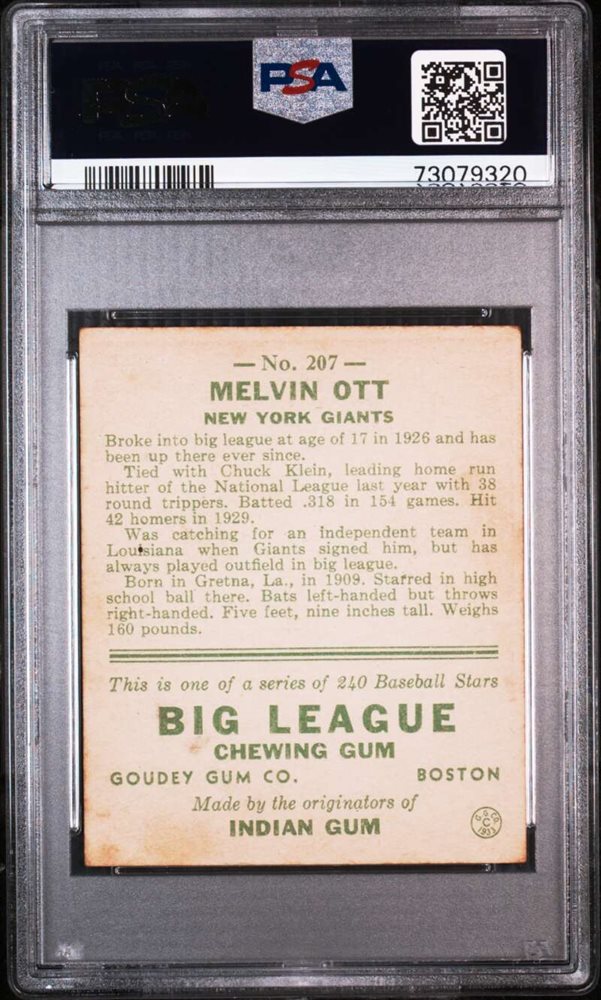 PSA
73079320
— No. 207 —
MELVIN OTT
NEW YORK GIANTS
Broke into big league at age of 17 in 1926 and has
been up there ever since.
Tied with Chuck Klein, leading home run
hitter of the National League last year with 38
round trippers. Batted .318 in 154 games. Hit
42 homers in 1929.
Was catching for an independent team in
Louisiana when Giants signed him, but has
always played outfield in big league.
Born in Gretna, La., in 1909. Starred in high
school ball there. Bats left-handed but throws
right-handed. Five feet, nine inches tall. Weighs
160 pounds.
This is one of a series of 240 Baseball Stars
BIG LEAGUE
CHEWING GUM
GOUDEY GUM CO. BOSTON
Made by the originators of
INDIAN GUM
G.G.CO.
C
1933